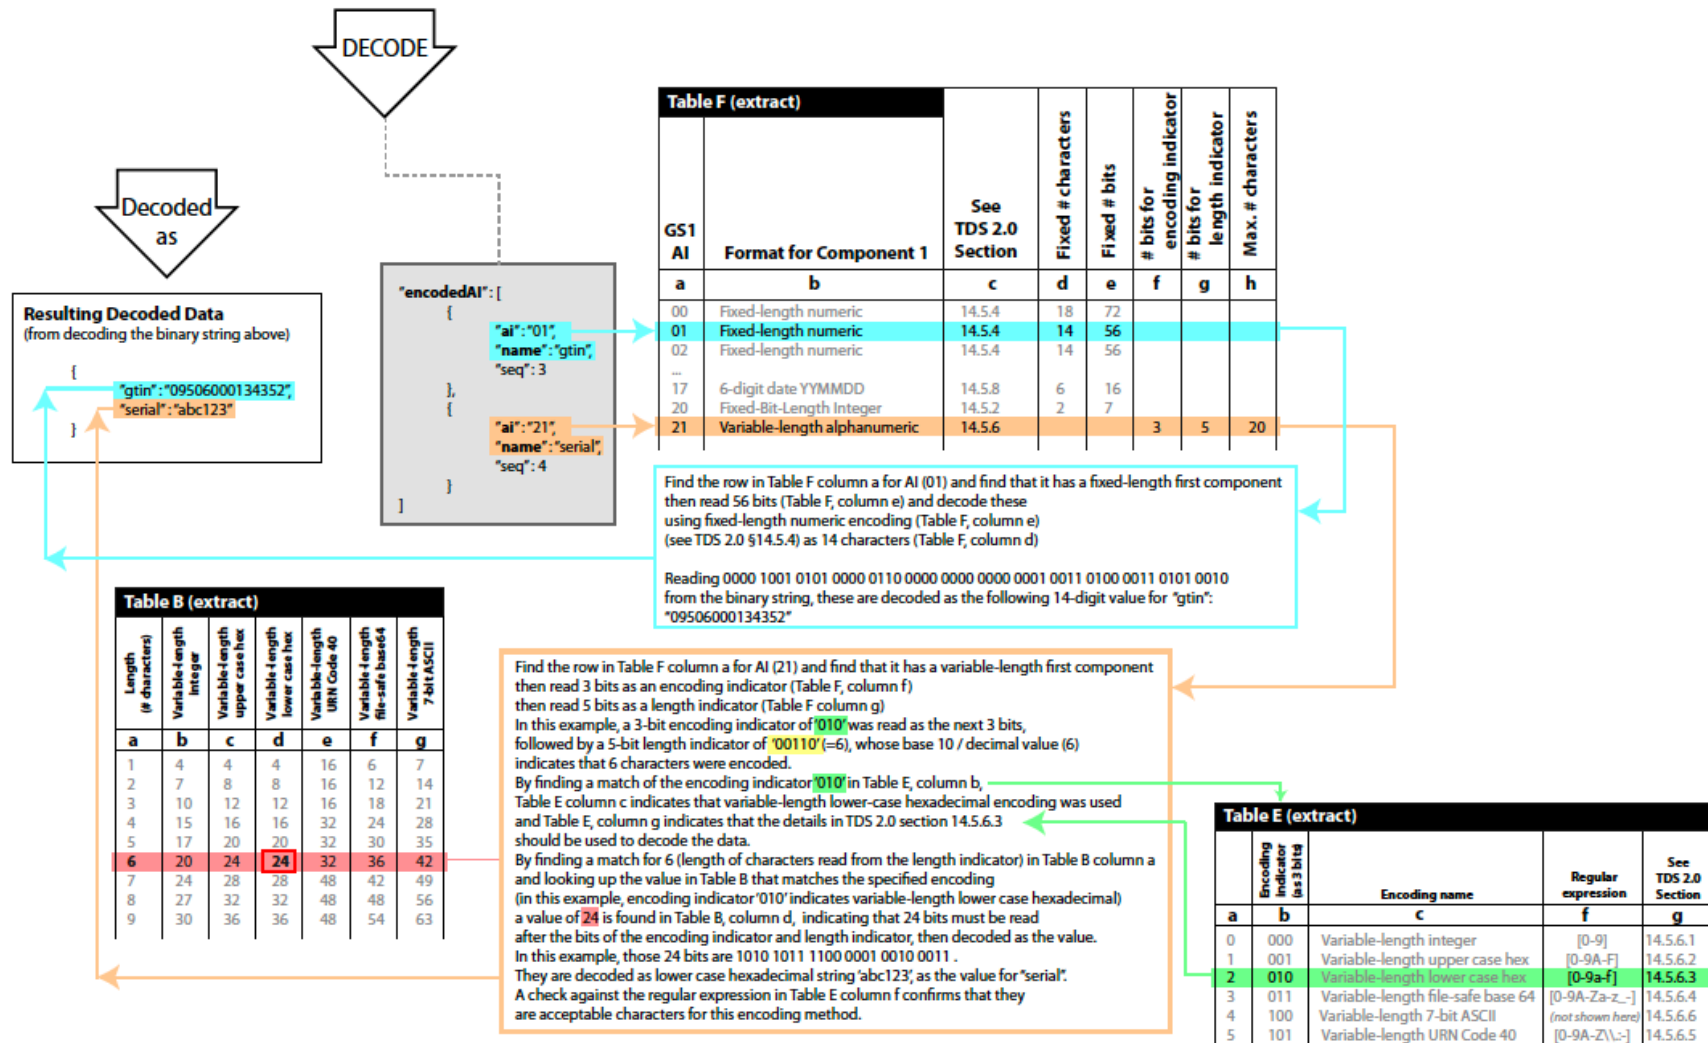 DECODE
Decoded
as
Resulting Decoded Data
(from decoding the binary string above)
{
"gtin":"09506000134352",
"serial":"abc123"
}
"encodedAI": [
{
"ai":"01",
"name":"gtin",
"seq": 3
},
{
"ai":"21",
"name":"serial",
"seq": 4
}
]
Table F (extract)
GS1 AI | Format for Component 1 | See TDS 2.0 Section | Fixed # characters | Fixed # bits | # bits for encoding indicator | # bits for length indicator | Max. # characters
a b c d e f g h
00 Fixed-length numeric 14.5.4 18 72
01 Fixed-length numeric 14.5.4 14 56
02 Fixed-length numeric 14.5.4 14 56
...
17 6-digit date YYMMDD 14.5.8 6 16
20 Fixed-Bit-Length Integer 14.5.2 2 7
21 Variable-length alphanumeric 14.5.6 3 5 20
Find the row in Table F column a for AI (01) and find that it has a fixed-length first component
then read 56 bits (Table F, column e) and decode these
using fixed-length numeric encoding (Table F, column e)
(see TDS 2.0 §14.5.4) as 14 characters (Table F, column d)
Reading 0000 1001 0101 0000 0110 0000 0000 0000 0001 0011 0100 0011 0101 0010
from the binary string, these are decoded as the following 14-digit value for "gtin":
"09506000134352"
Table B (extract)
Length (# characters) | Variable-length integer | Variable-length upper case hex | Variable-length lower case hex | Variable-length URN Code 40 | Variable-length file-safe base64 | Variable-length 7-bit ASCII
a b c d e f g
1 4 4 4 16 6 7
2 7 8 8 16 12 14
3 10 12 12 16 18 21
4 15 16 16 32 24 28
5 17 20 20 32 30 35
6 20 24 24 32 36 42
7 24 28 28 48 42 49
8 27 32 32 48 48 56
9 30 36 36 48 54 63
Find the row in Table F column a for AI (21) and find that it has a variable-length first component
then read 3 bits as an encoding indicator (Table F, column f)
then read 5 bits as a length indicator (Table F column g)
In this example, a 3-bit encoding indicator of '010' was read as the next 3 bits,
followed by a 5-bit length indicator of '00110' (=6), whose base 10 / decimal value (6)
indicates that 6 characters were encoded.
By finding a match of the encoding indicator '010' in Table E, column b,
Table E column c indicates that variable-length lower-case hexadecimal encoding was used
and Table E, column g indicates that the details in TDS 2.0 section 14.5.6.3
should be used to decode the data.
By finding a match for 6 (length of characters read from the length indicator) in Table B column a
and looking up the value in Table B that matches the specified encoding
(in this example, encoding indicator '010' indicates variable-length lower case hexadecimal)
a value of 24 is found in Table B, column d, indicating that 24 bits must be read
after the bits of the encoding indicator and length indicator, then decoded as the value.
In this example, those 24 bits are 1010 1011 1100 0001 0010 0011 .
They are decoded as lower case hexadecimal string 'abc123', as the value for "serial".
A check against the regular expression in Table E column f confirms that they
are acceptable characters for this encoding method.
Table E (extract)
Encoding indicator (as 3 bits) | Encoding name | Regular expression | See TDS 2.0 Section
a b c f g
0 000 Variable-length integer [0-9] 14.5.6.1
1 001 Variable-length upper case hex [0-9A-F] 14.5.6.2
2 010 Variable-length lower case hex [0-9a-f] 14.5.6.3
3 011 Variable-length file-safe base 64 [0-9A-Za-z_-] 14.5.6.4
4 100 Variable-length 7-bit ASCII (not shown here) 14.5.6.6
5 101 Variable-length URN Code 40 [0-9A-Z\\.:-] 14.5.6.5